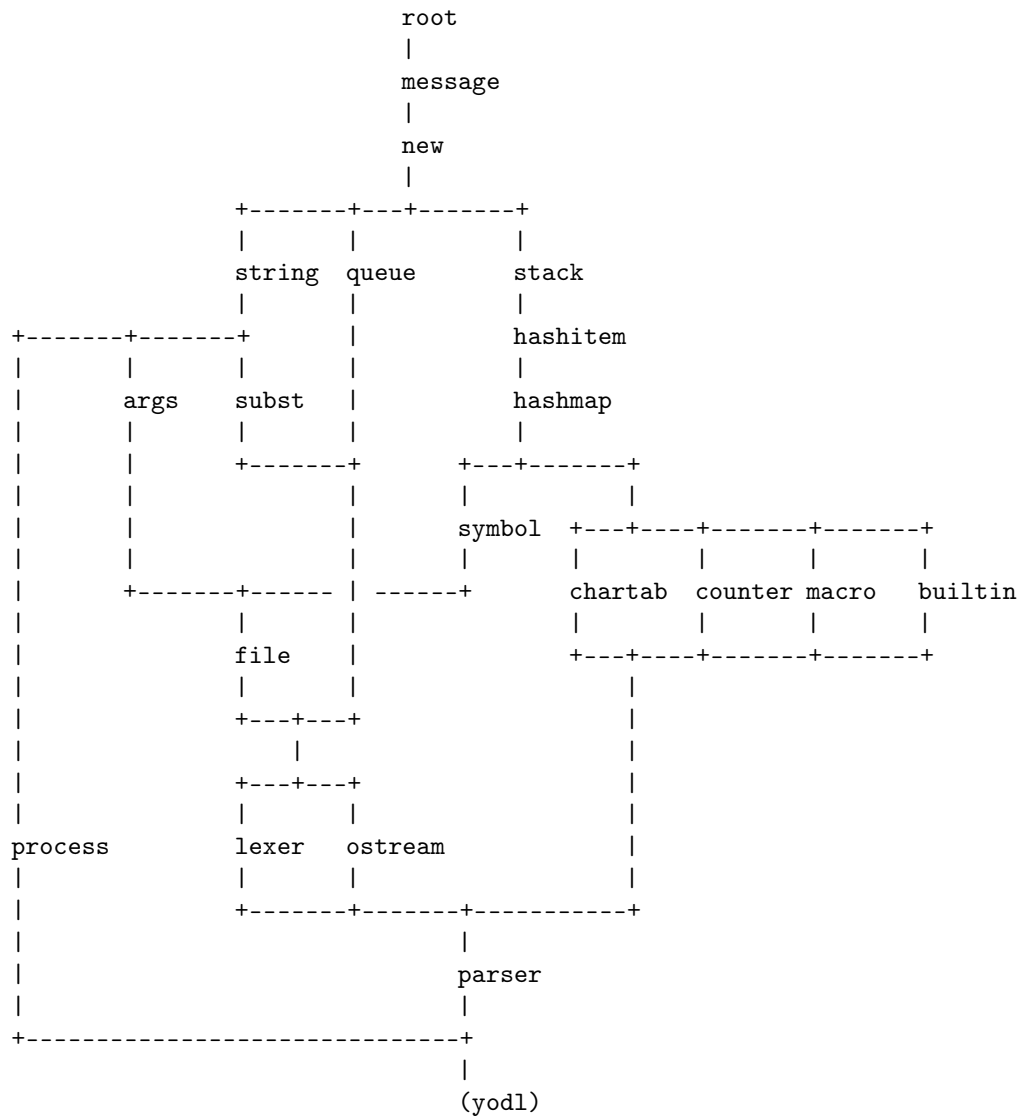 root
message
new
string queue stack
hashitem
args subst hashmap
symbol
chartab counter macro builtin
file
process lexer ostream
parser
(yodl)